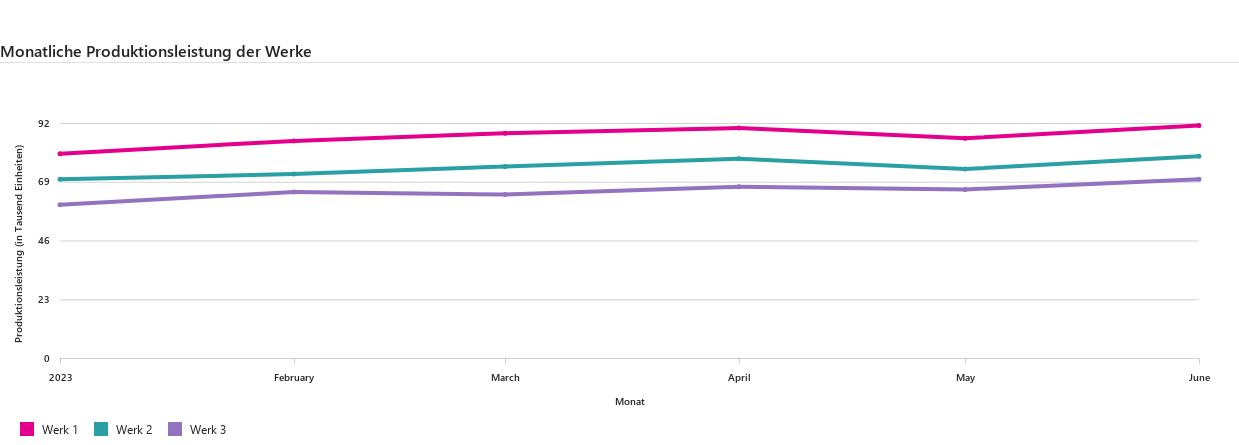 Monatliche Produktionsleistung der Werke
92
69
46
23
0
Produktionsleistung (in Tausend Einheiten)
2023 February March April May June
Monat
Werk 1 Werk 2 Werk 3